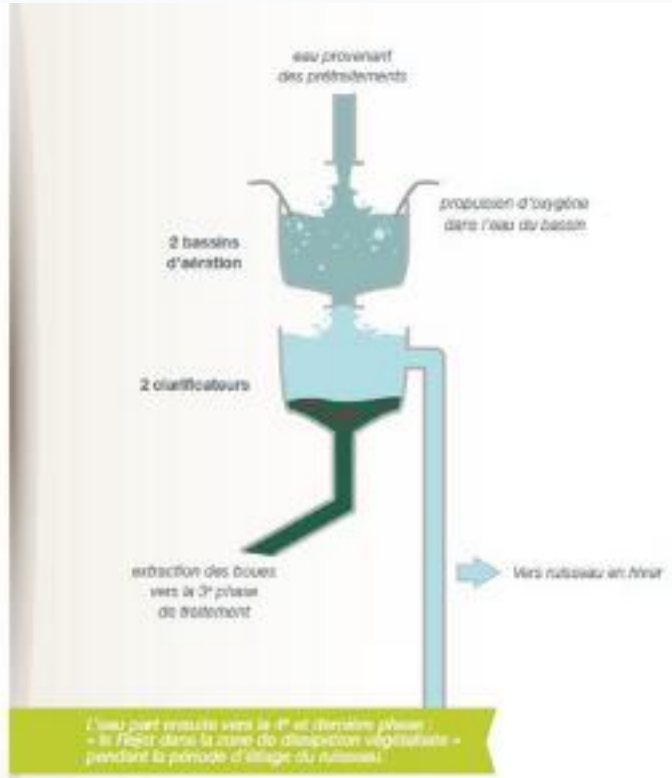 eau provenant
des prétraitements
propulsion d'oxygène
dans l'eau du bassin
2 bassins
d'aération
2 clarificateurs
extraction des boues
vers la 3e phase
de traitement
Vers ruisseau en hiver
L'eau part ensuite vers la 4e et dernière phase :
« le Rejet dans la zone de dissipation végétalisée »
pendant la période d'étiage du ruisseau.